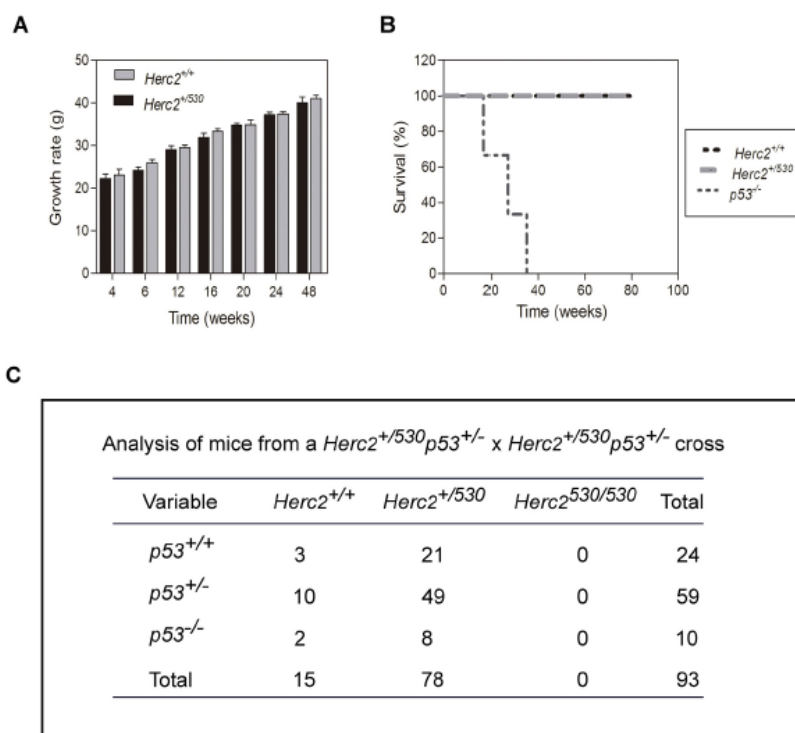 A
50
40
30
20
10
0
Growth rate (g)
Herc2+/+
Herc2+/530
4 6 12 16 20 24 48
Time (weeks)
B
120
100
80
60
40
20
0
Survival (%)
0 20 40 60 80 100
Time (weeks)
Herc2+/+
Herc2+/530
p53-/-
C
Analysis of mice from a Herc2+/530p53+/- x Herc2+/530p53+/- cross
Variable Herc2+/+ Herc2+/530 Herc2530/530 Total
p53+/+ 3 21 0 24
p53+/- 10 49 0 59
p53-/- 2 8 0 10
Total 15 78 0 93